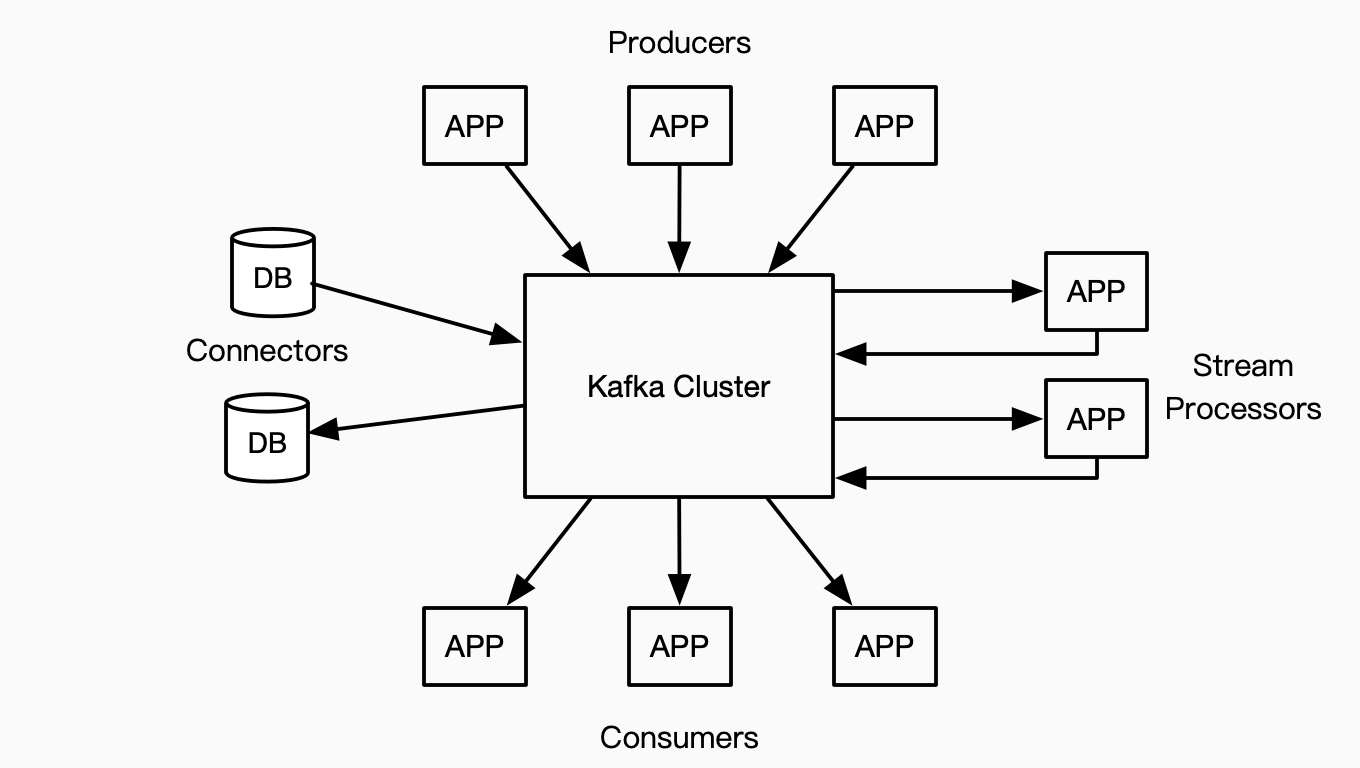 Producers
APP
APP
APP
DB
APP
Connectors
Kafka Cluster
Stream
Processors
APP
DB
APP
APP
APP
Consumers